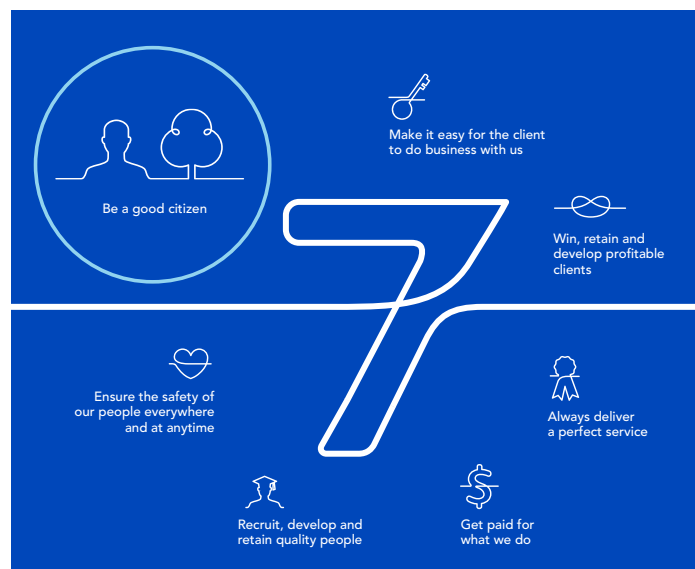 Be a good citizen
Make it easy for the client
to do business with us
Win, retain and
develop profitable
clients
7
Ensure the safety of
our people everywhere
and at anytime
Always deliver
a perfect service
Recruit, develop and
retain quality people
Get paid for
what we do